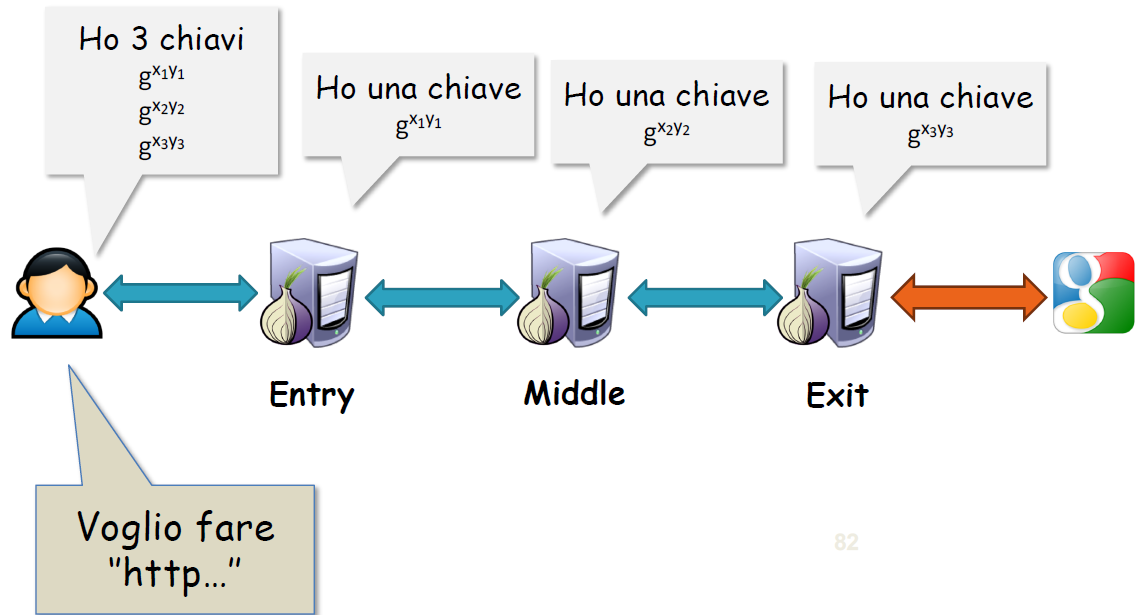 Ho 3 chiavi
g^x₁y₁
g^x₂y₂
g^x₃y₃
Ho una chiave
g^x₁y₁
Ho una chiave
g^x₂y₂
Ho una chiave
g^x₃y₃
Entry
Middle
Exit
Voglio fare
"http…"
82